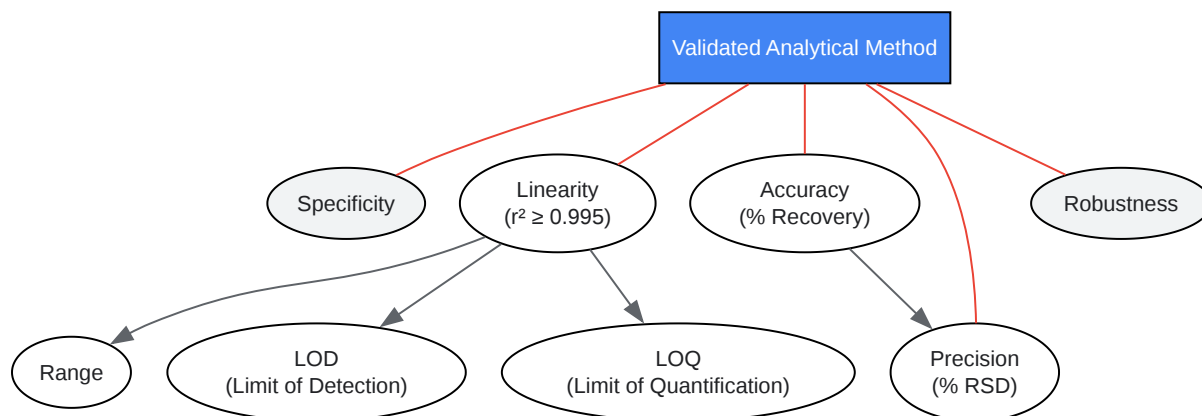 Validated Analytical Method
Specificity
Linearity
(r² ≥ 0.995)
Accuracy
(% Recovery)
Robustness
Range
LOD
(Limit of Detection)
LOQ
(Limit of Quantification)
Precision
(% RSD)